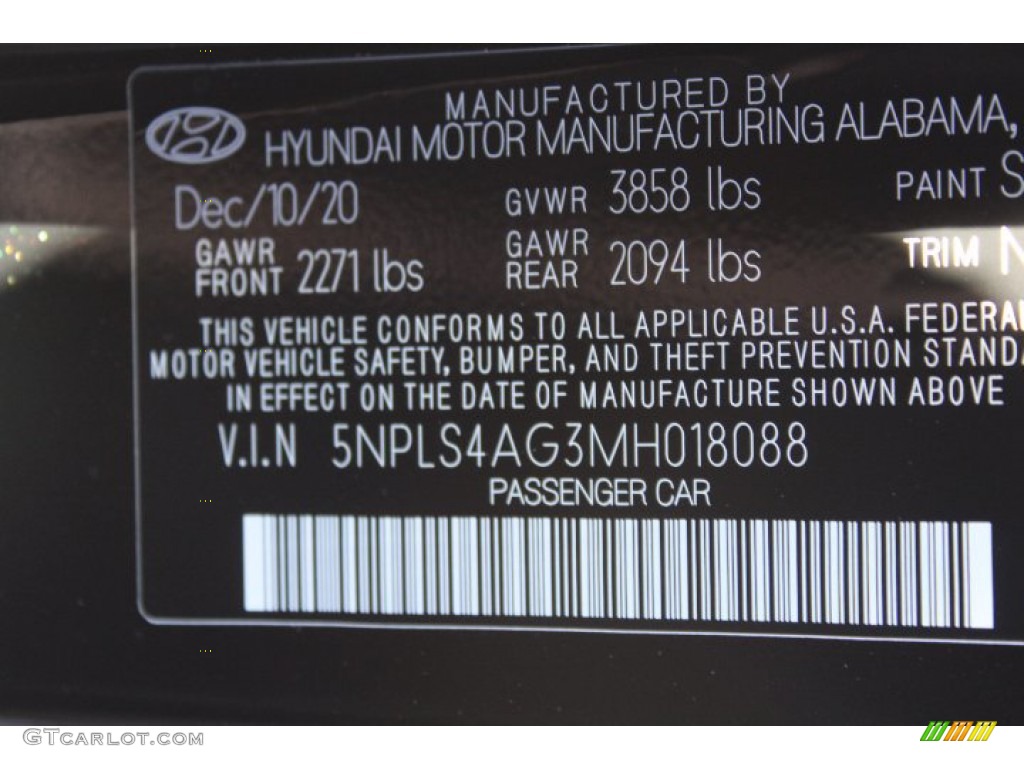 MANUFACTURED BY
HYUNDAI MOTOR MANUFACTURING ALABAMA,
Dec/10/20 GVWR 3858 lbs PAINT S
GAWR FRONT 2271 lbs GAWR REAR 2094 lbs TRIM N
THIS VEHICLE CONFORMS TO ALL APPLICABLE U.S.A. FEDERA
MOTOR VEHICLE SAFETY, BUMPER, AND THEFT PREVENTION STANDA
IN EFFECT ON THE DATE OF MANUFACTURE SHOWN ABOVE
V.I.N 5NPLS4AG3MH018088
PASSENGER CAR
GTCARLOT.COM